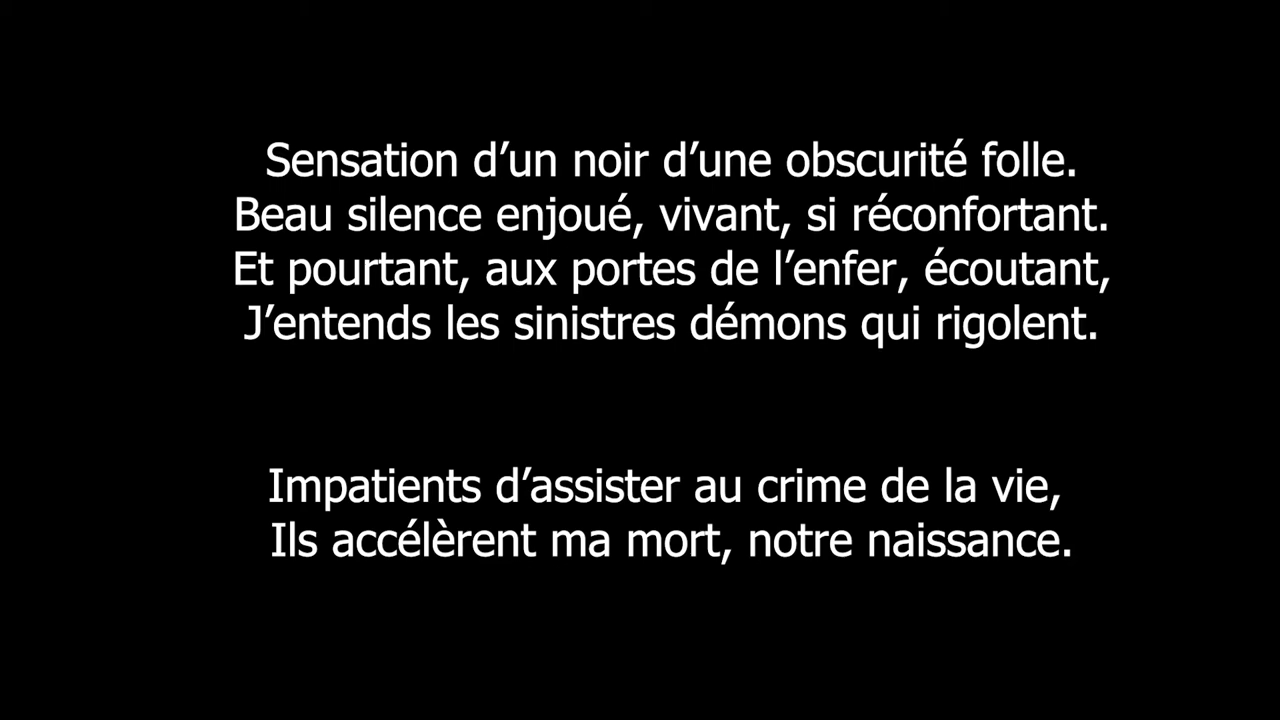 Sensation d’un noir d’une obscurité folle.
Beau silence enjoué, vivant, si réconfortant.
Et pourtant, aux portes de l’enfer, écoutant,
J’entends les sinistres démons qui rigolent.
Impatients d’assister au crime de la vie,
Ils accélèrent ma mort, notre naissance.